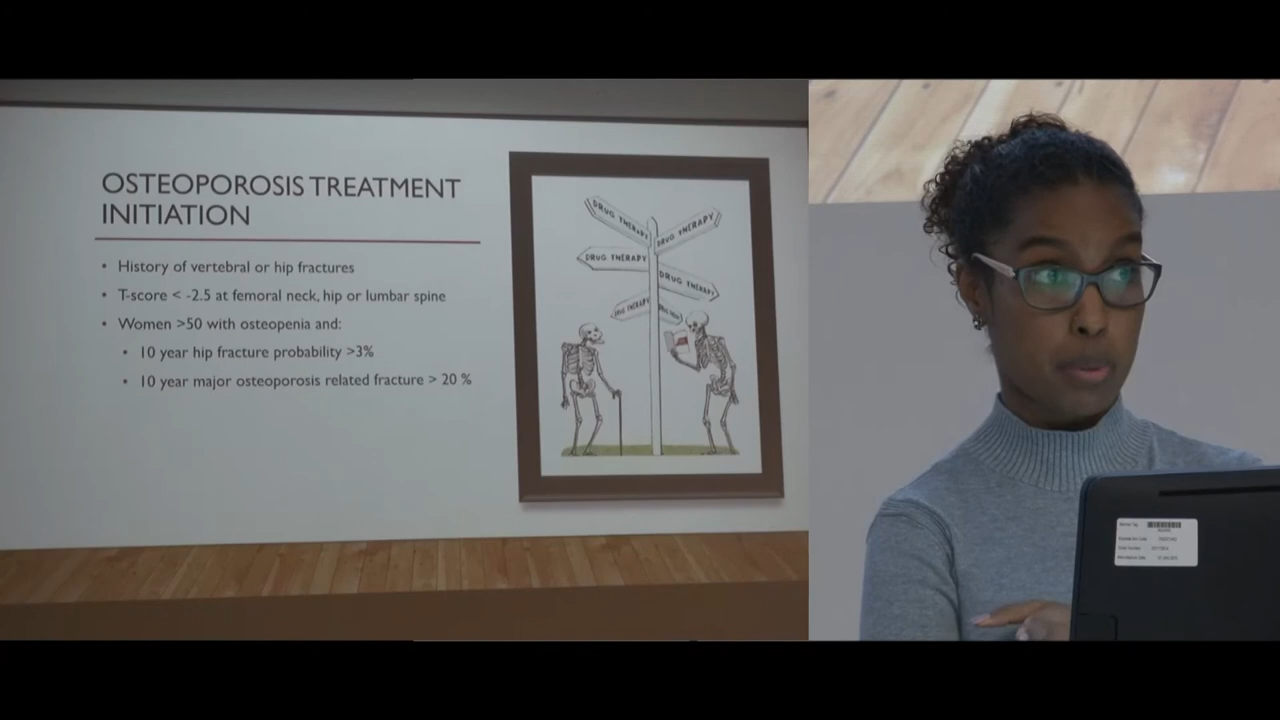 OSTEOPOROSIS TREATMENT
INITIATION
• History of vertebral or hip fractures
• T-score < -2.5 at femoral neck, hip or lumbar spine
• Women >50 with osteopenia and:
• 10 year hip fracture probability >3%
• 10 year major osteoporosis related fracture > 20 %
DRUG THERAPY
DRUG THERAPY
DRUG THERAPY
DRUG THERAPY
DRUG THERAPY